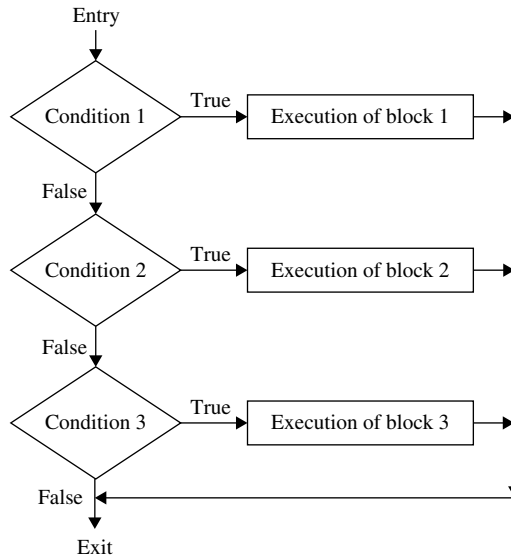 Entry
Condition 1
True
Execution of block 1
False
Condition 2
True
Execution of block 2
False
Condition 3
True
Execution of block 3
False
Exit